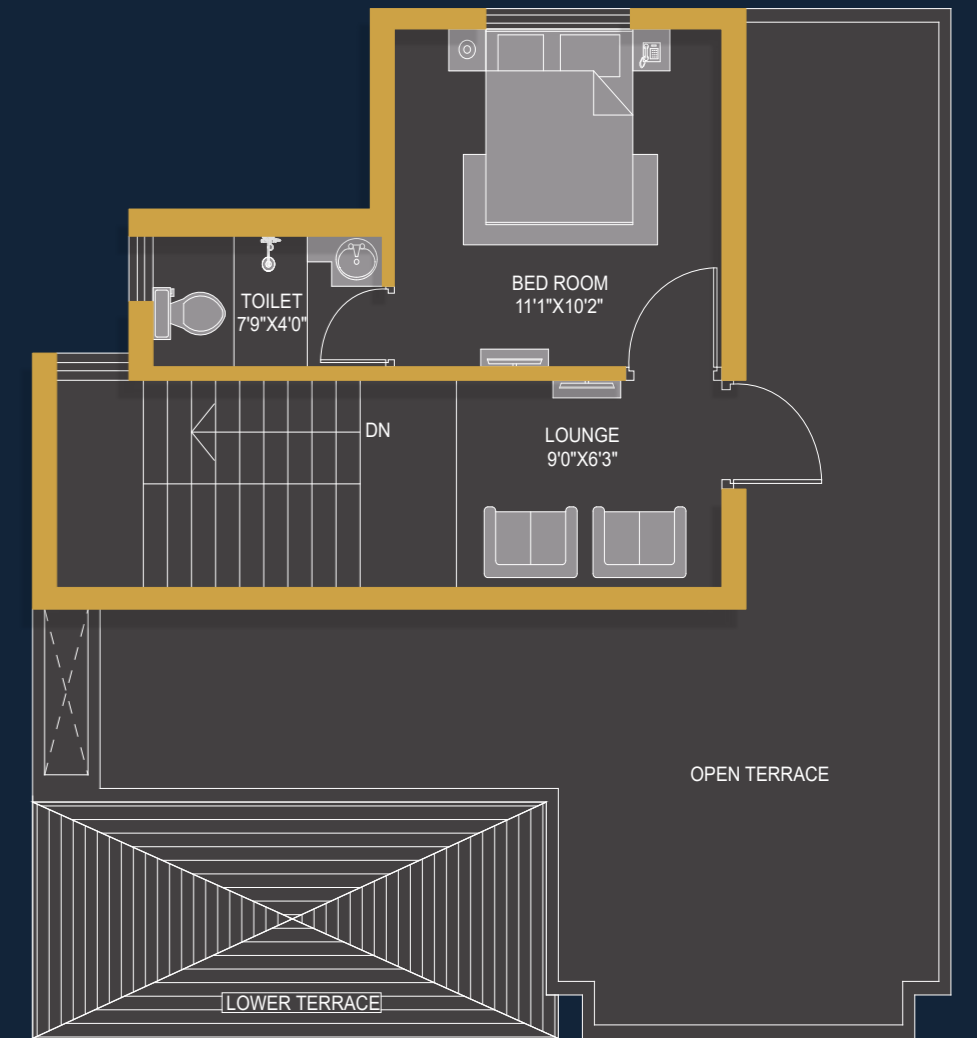 BED ROOM
11'1"X10'2"
TOILET
7'9"X4'0"
DN
LOUNGE
9'0"X6'3"
OPEN TERRACE
LOWER TERRACE